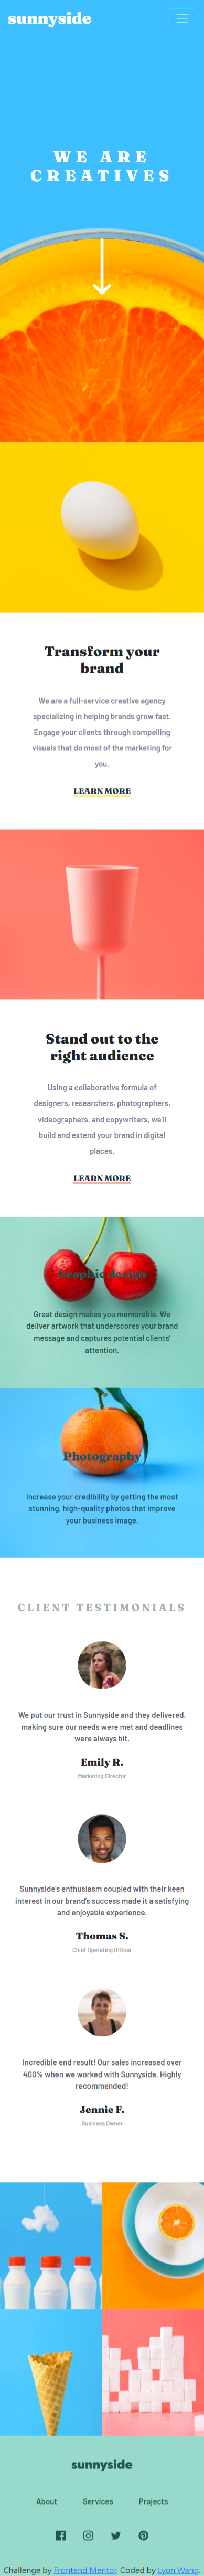 sunnyside
WE ARE
CREATIVES
Transform your
brand
We are a full-service creative agency
specializing in helping brands grow fast.
Engage your clients through compelling
visuals that do most of the marketing for
you.
LEARN MORE
Stand out to the
right audience
Using a collaborative formula of
designers, researchers, photographers,
videographers, and copywriters, we'll
build and extend your brand in digital
places.
LEARN MORE
Graphic design
Great design makes you memorable. We
deliver artwork that underscores your brand
message and captures potential clients'
attention.
Photography
Increase your credibility by getting the most
stunning, high-quality photos that improve
your business image.
CLIENT TESTIMONIALS
We put our trust in Sunnyside and they delivered,
making sure our needs were met and deadlines
were always hit.
Emily R.
Marketing Director
Sunnyside's enthusiasm coupled with their keen
interest in our brand's success made it a satisfying
and enjoyable experience.
Thomas S.
Chief Operating Officer
Incredible end result! Our sales increased over
400% when we worked with Sunnyside. Highly
recommended!
Jennie F.
Business Owner
sunnyside
About Services Projects
Challenge by Frontend Mentor. Coded by Lyon Wang.